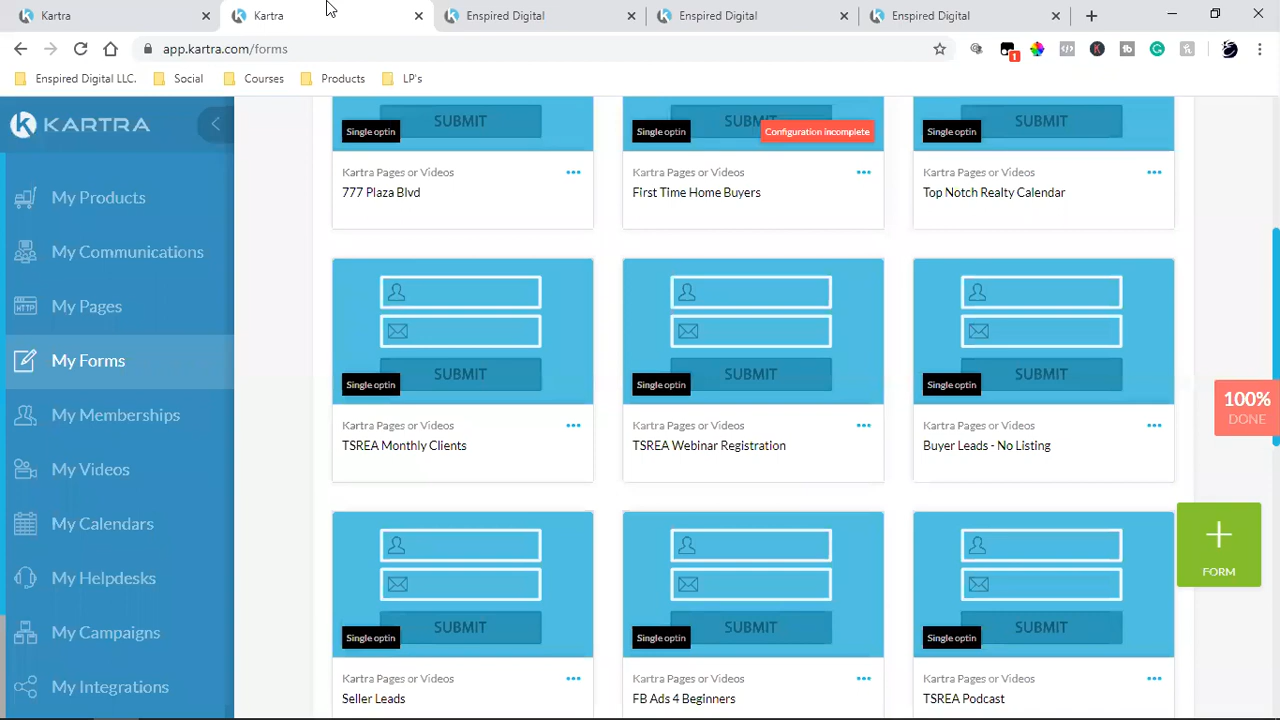 Kartra
Kartra
Enspired Digital
Enspired Digital
Enspired Digital
app.kartra.com/forms
1
Enspired Digital LLC.
Social
Courses
Products
LP's
KARTRA
My Products
My Communications
My Pages
My Forms
My Memberships
My Videos
My Calendars
My Helpdesks
My Campaigns
My Integrations
HTTP
SUBMIT
Single optin
Kartra Pages or Videos
777 Plaza Blvd
SUBMIT
Single optin
Configuration incomplete
Kartra Pages or Videos
First Time Home Buyers
SUBMIT
Single optin
Kartra Pages or Videos
Top Notch Realty Calendar
SUBMIT
Single optin
Kartra Pages or Videos
TSREA Monthly Clients
SUBMIT
Single optin
Kartra Pages or Videos
TSREA Webinar Registration
SUBMIT
Single optin
Kartra Pages or Videos
Buyer Leads - No Listing
SUBMIT
Single optin
Kartra Pages or Videos
Seller Leads
SUBMIT
Single optin
Kartra Pages or Videos
FB Ads 4 Beginners
SUBMIT
Single optin
Kartra Pages or Videos
TSREA Podcast
100%
DONE
FORM